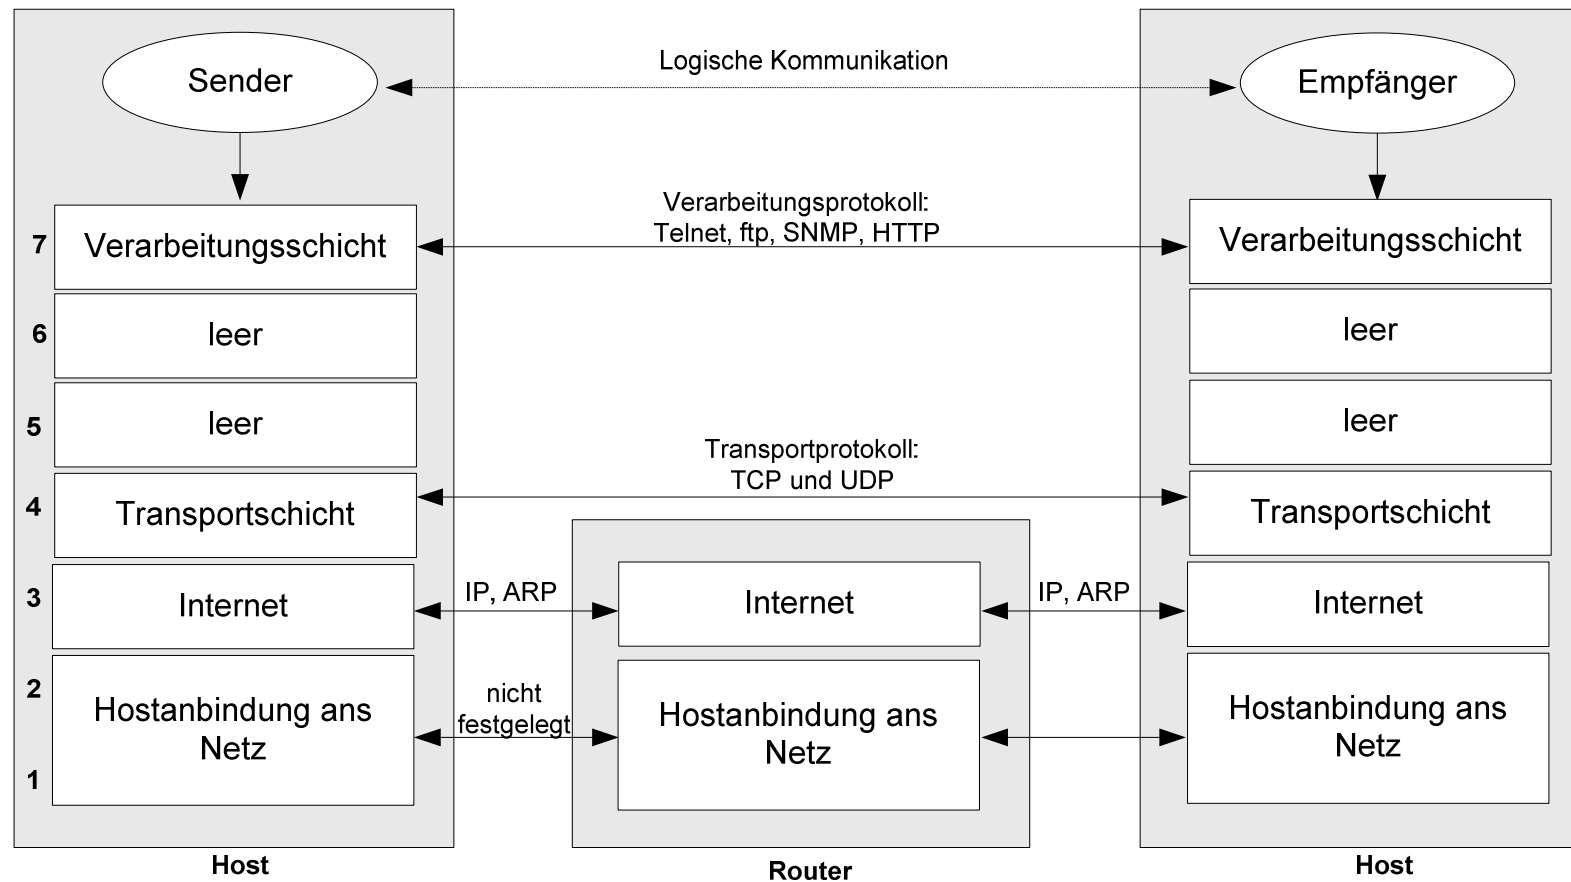 Sender
Logische Kommunikation
Empfänger
Verarbeitungsprotokoll:
Telnet, ftp, SNMP, HTTP
7
Verarbeitungsschicht
Verarbeitungsschicht
6
leer
leer
5
leer
leer
Transportprotokoll:
TCP und UDP
4
Transportschicht
Transportschicht
3
Internet
IP, ARP
Internet
IP, ARP
Internet
2
1
Hostanbindung ans
Netz
nicht
festgelegt
Hostanbindung ans
Netz
Hostanbindung ans
Netz
Host
Router
Host